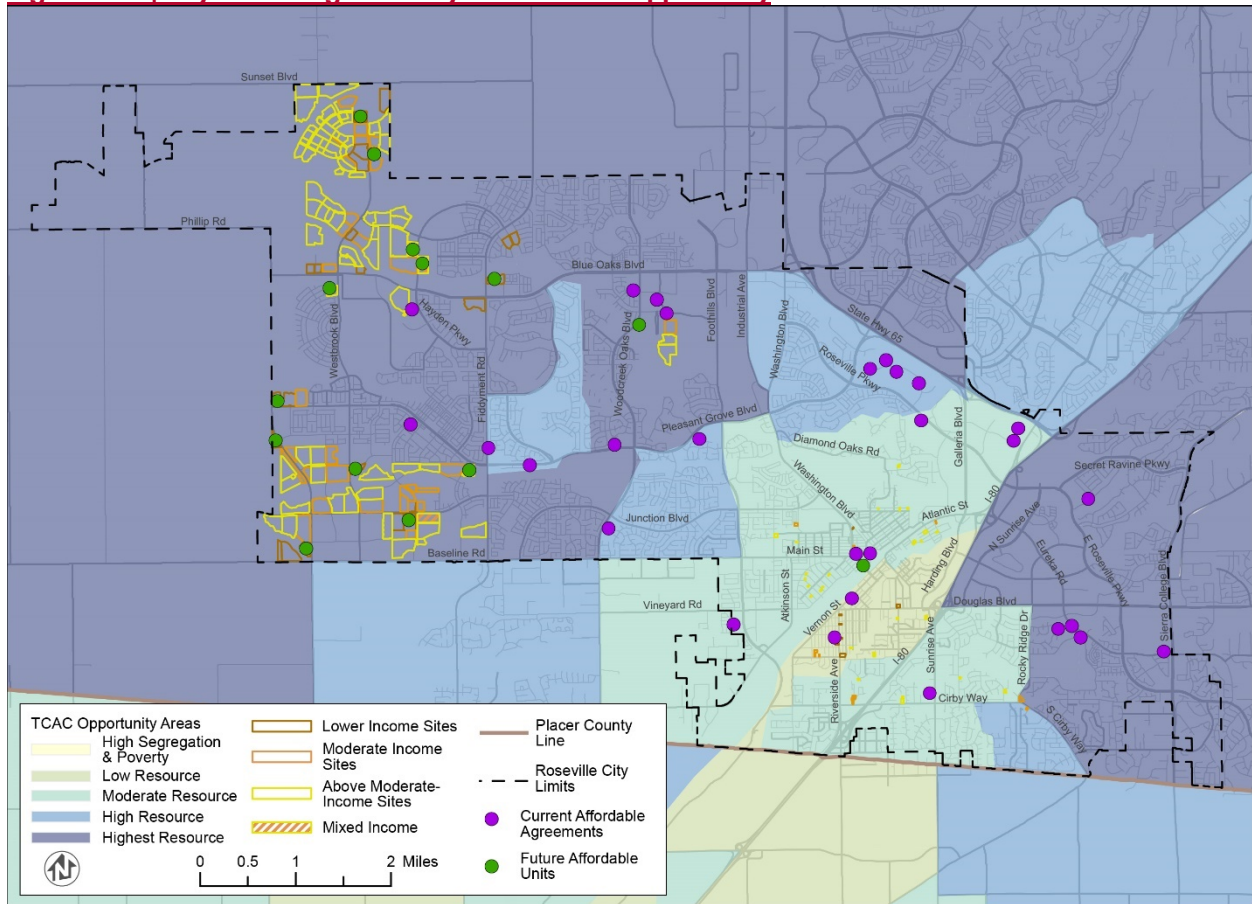 Sunset Blvd
Phillip Rd
Blue Oaks Blvd
Westbrook Blvd
Hayden Pkwy
Fiddyment Rd
Woodcreek Oaks Blvd
Foothills Blvd
Industrial Ave
Washington Blvd
State Hwy 65
Roseville Pkwy
Pleasant Grove Blvd
Galleria Blvd
Diamond Oaks Rd
Washington Blvd
Secret Ravine Pkwy
I-80
Atlantic St
N Sunrise Ave
Junction Blvd
Main St
Baseline Rd
Harding Blvd
Eureka Rd
E Roseville Pkwy
Atkinson St
Vineyard Rd
Vernon St
Douglas Blvd
Sierra College Blvd
Rocky Ridge Dr
Sunrise Ave
I-80
Riverside Ave
Cirby Way
S Cirby Way
TCAC Opportunity Areas
High Segregation
& Poverty
Low Resource
Moderate Resource
High Resource
Highest Resource
Lower Income Sites
Moderate Income
Sites
Above Moderate-
Income Sites
Mixed Income
Placer County
Line
Roseville City
Limits
Current Affordable
Agreements
Future Affordable
Units
N
0 0.5 1 2 Miles